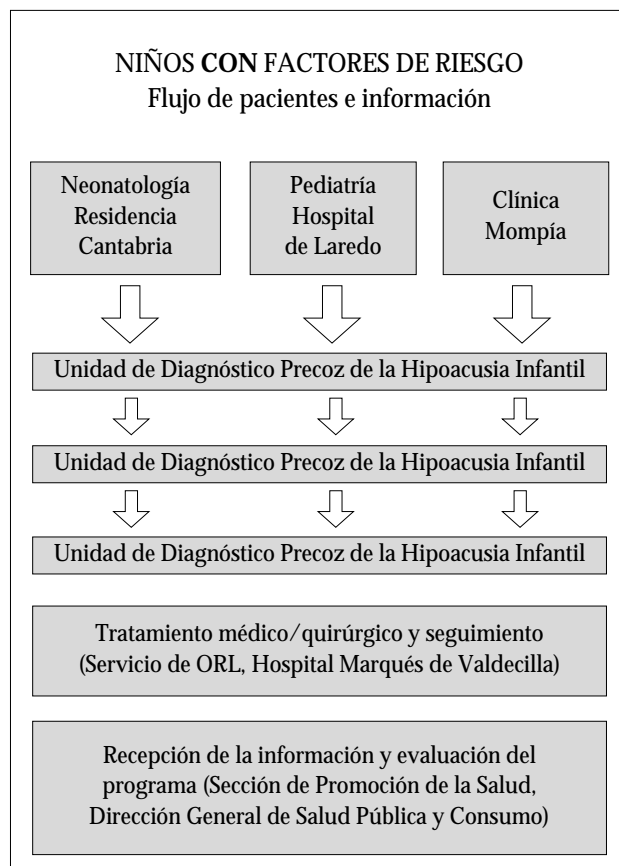 NIÑOS CON FACTORES DE RIESGO
Flujo de pacientes e información
Neonatología
Residencia
Cantabria
Pediatría
Hospital
de Laredo
Clínica
Mompía
Unidad de Diagnóstico Precoz de la Hipoacusia Infantil
Unidad de Diagnóstico Precoz de la Hipoacusia Infantil
Unidad de Diagnóstico Precoz de la Hipoacusia Infantil
Tratamiento médico/quirúrgico y seguimiento
(Servicio de ORL, Hospital Marqués de Valdecilla)
Recepción de la información y evaluación del
programa (Sección de Promoción de la Salud,
Dirección General de Salud Pública y Consumo)